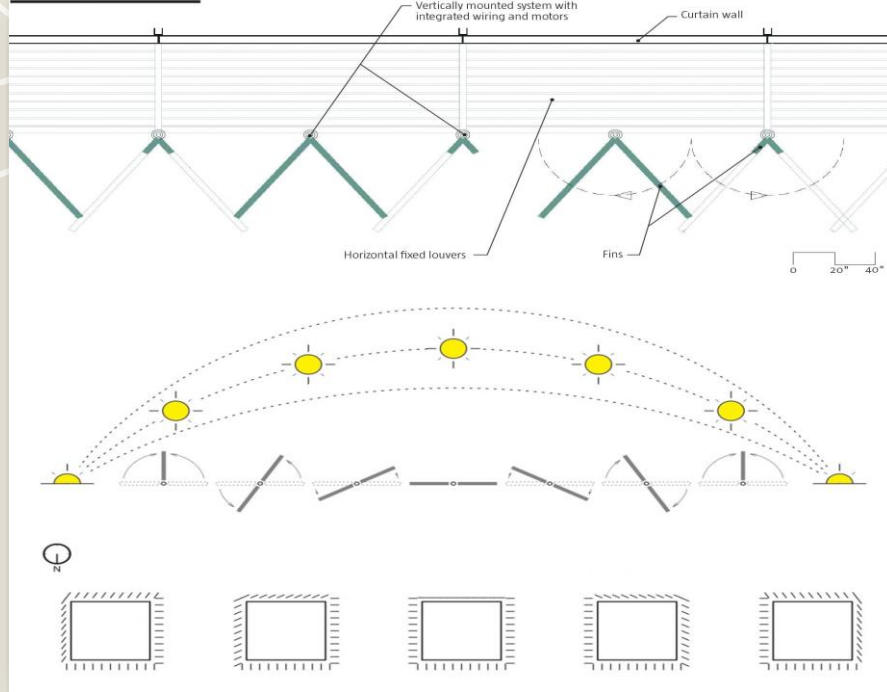 Vertically mounted system with
integrated wiring and motors
Curtain wall
Horizontal fixed louvers
Fins
0 20" 40"
N